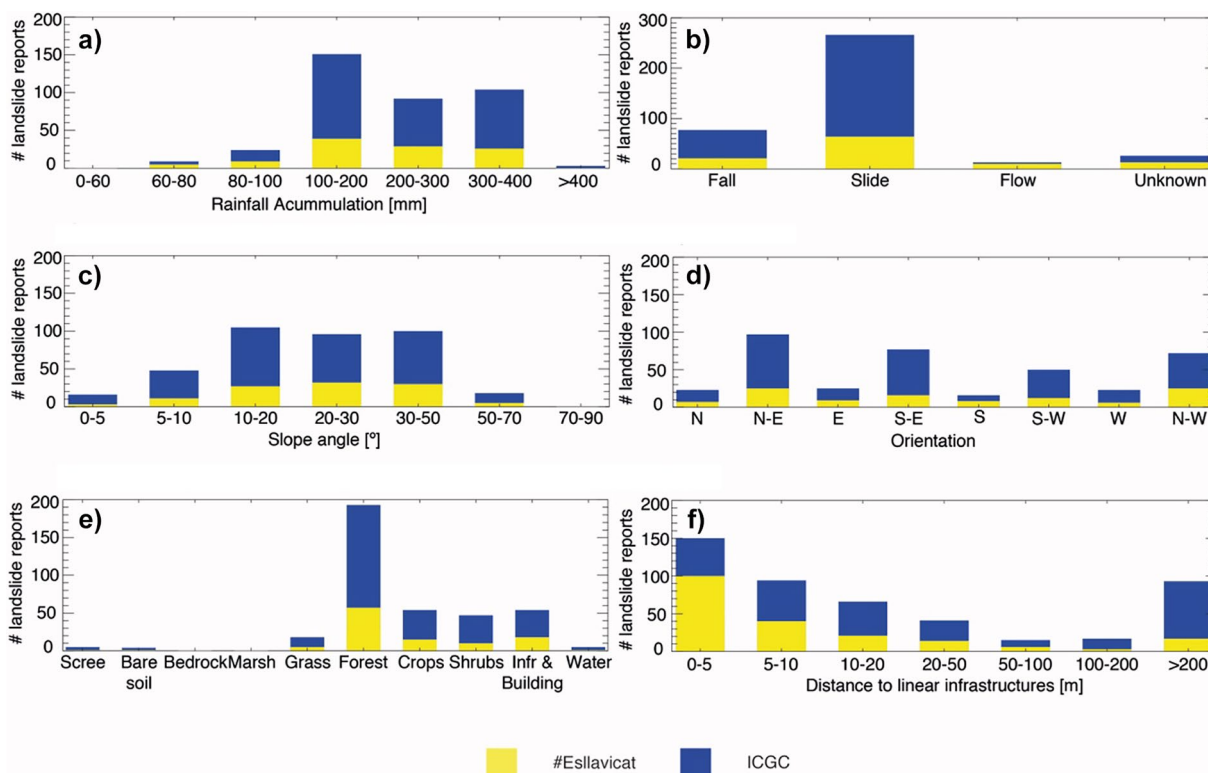 a)
# landslide reports
200
150
100
50
0
0-60 60-80 80-100 100-200 200-300 300-400 >400
Rainfall Acummulation [mm]
b)
# landslide reports
300
200
100
0
Fall Slide Flow Unknown
c)
# landslide reports
200
150
100
50
0
0-5 5-10 10-20 20-30 30-50 50-70 70-90
Slope angle [º]
d)
# landslide reports
200
150
100
50
0
N N-E E S-E S S-W W N-W
Orientation
e)
# landslide reports
200
150
100
50
0
Scree Bare Bedrock Marsh Grass Forest Crops Shrubs Infr & Water
soil Building
f)
# landslide reports
200
150
100
50
0
0-5 5-10 10-20 20-50 50-100 100-200 >200
Distance to linear infrastructures [m]
#Esllavicat ICGC